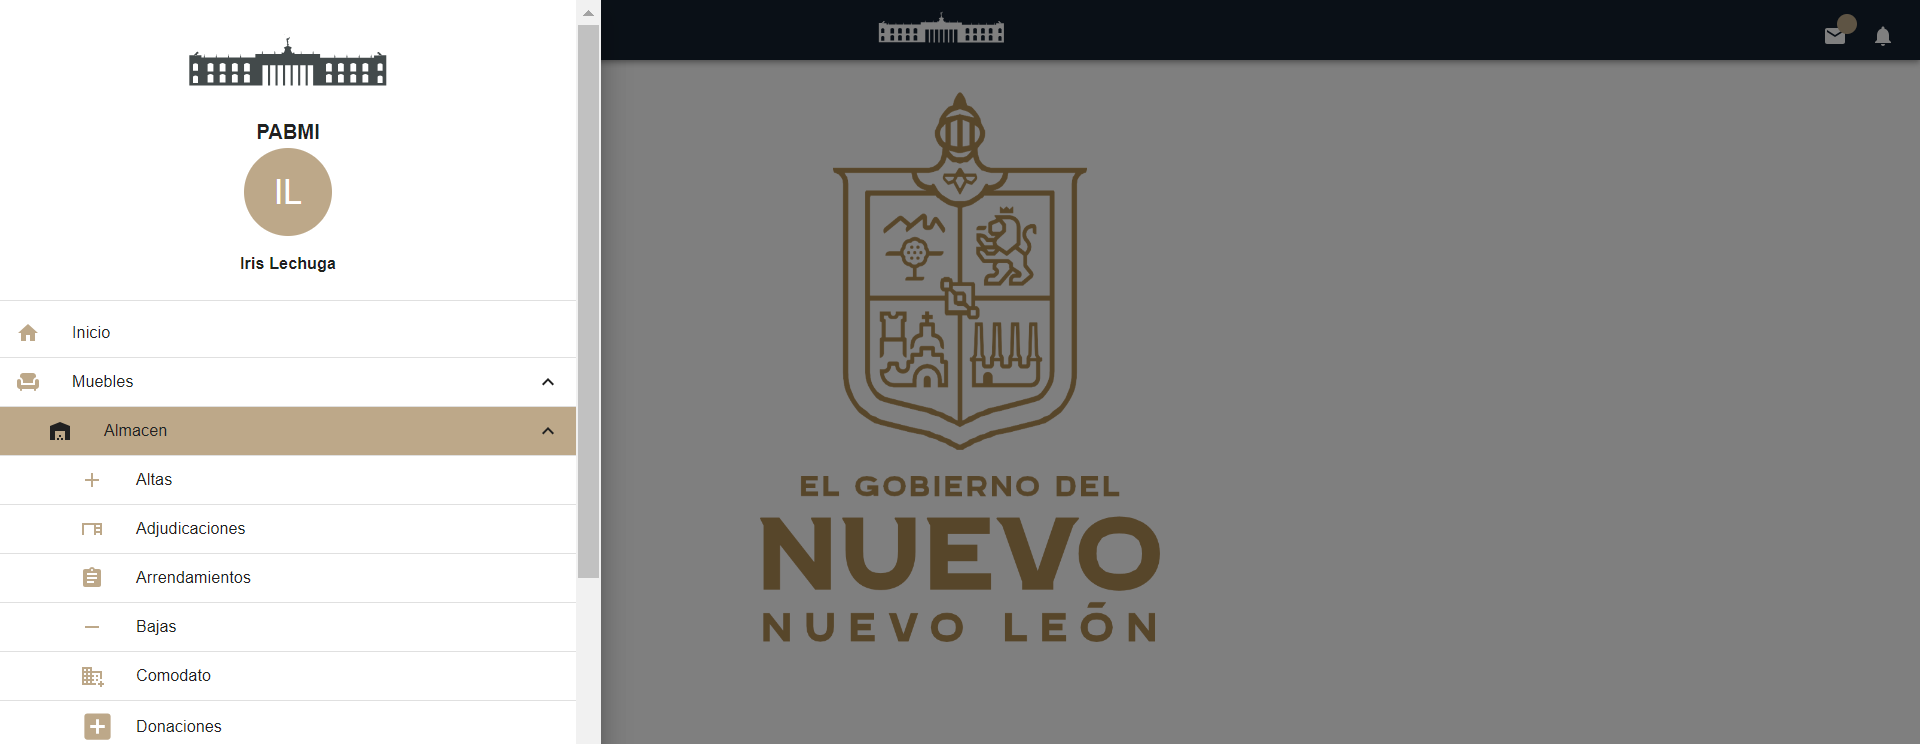 PABMI
IL
Iris Lechuga
Inicio
Muebles
Almacen
Altas
Adjudicaciones
Arrendamientos
Bajas
Comodato
Donaciones
EL GOBIERNO DEL
NUEVO
NUEVO LEÓN